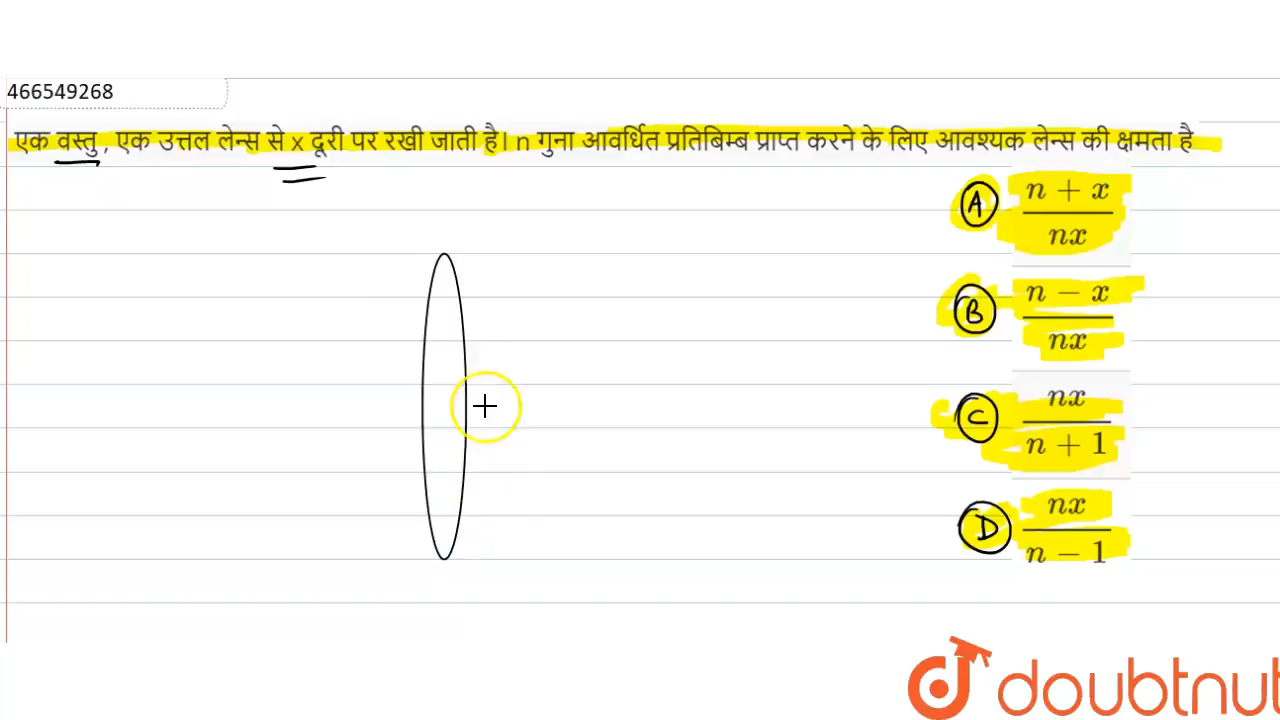 466549268
एक वस्तु , एक उत्तल लेन्स से x दूरी पर रखी जाती है। n गुना आवर्धित प्रतिबिम्ब प्राप्त करने के लिए आवश्यक लेन्स की क्षमता है
A n + x / nx
B n − x / nx
C nx / n + 1
D nx / n − 1
doubtnut